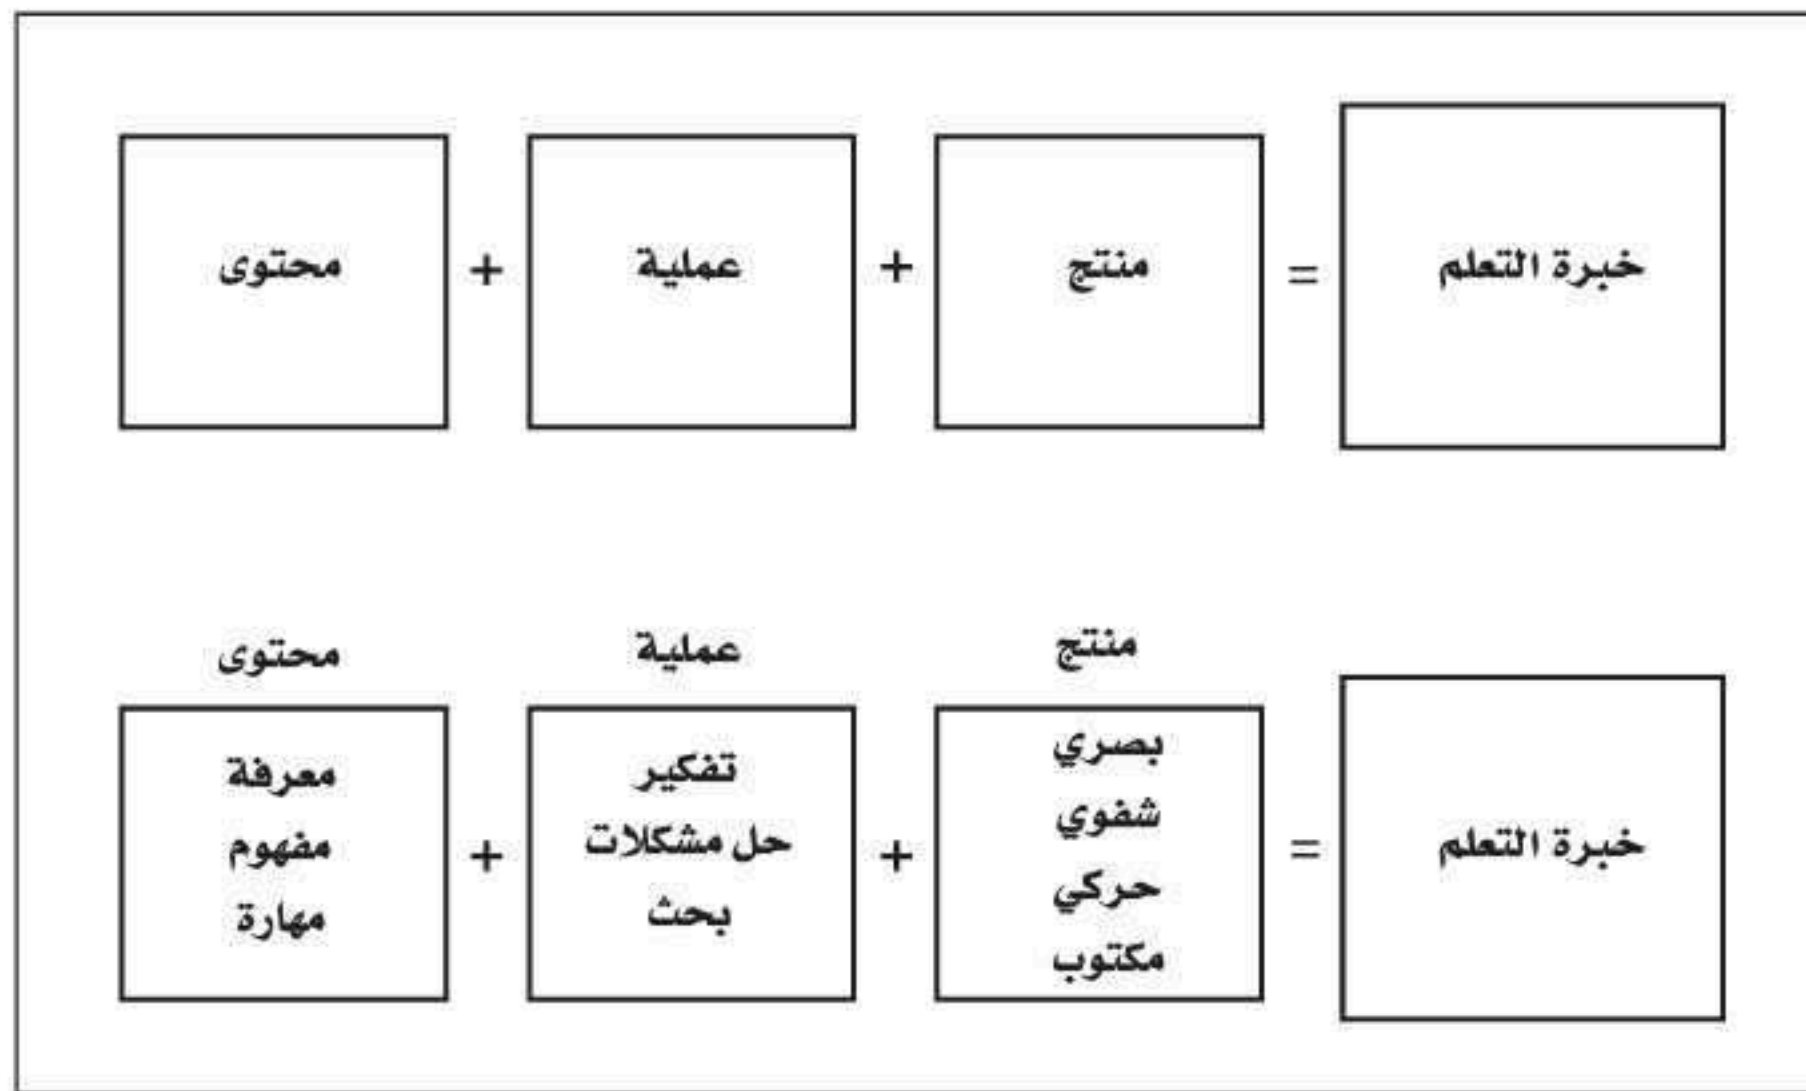 محتوى + عملية + منتج = خبرة التعلم
محتوى
معرفة
مفهوم
مهارة
+
عملية
تفكير
حل مشكلات
بحث
+
منتج
بصري
شفوي
حركي
مكتوب
=
خبرة التعلم